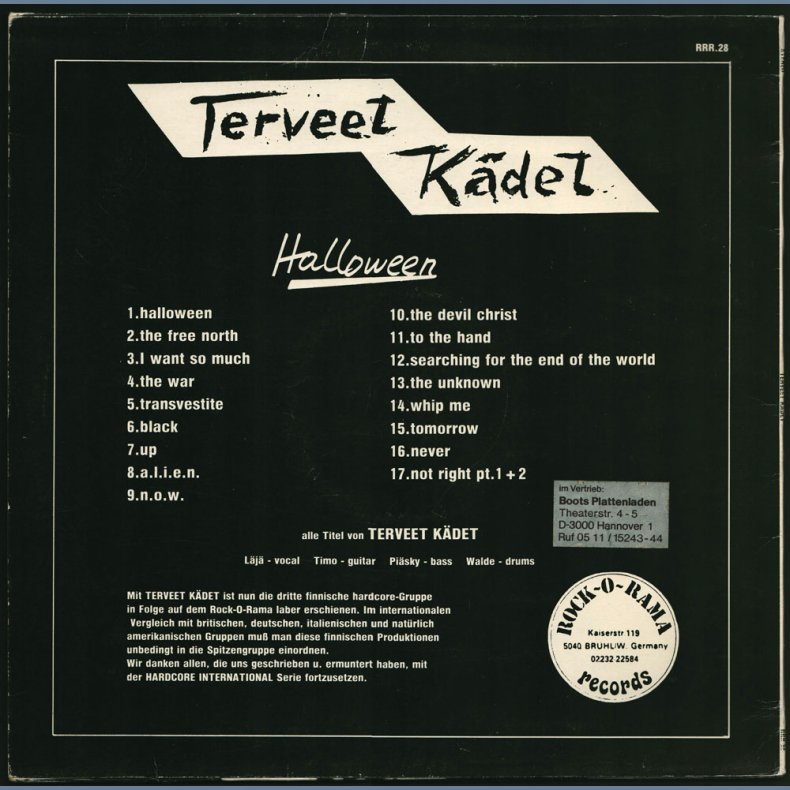 RRR.28
Terveet
Kädet
Halloween
1.halloween
2.the free north
3.I want so much
4.the war
5.transvestite
6.black
7.up
8.a.l.i.e.n.
9.n.o.w.
10.the devil christ
11.to the hand
12.searching for the end of the world
13.the unknown
14.whip me
15.tomorrow
16.never
17.not right pt.1+2
im Vertrieb:
Boots Plattenladen
Theaterstr. 4-5
D-3000 Hannover 1
Ruf 05 11 / 15243-44
alle Titel von TERVEET KÄDET
Läjä - vocal Timo - guitar Piäsky - bass Walde - drums
Mit TERVEET KÄDET ist nun die dritte finnische hardcore-Gruppe
in Folge auf dem Rock-O-Rama laber erschienen. Im internationalen
Vergleich mit britischen, deutschen, italienischen und natürlich
amerikanischen Gruppen muß man diese finnischen Produktionen
unbedingt in die Spitzengruppe einordnen.
Wir danken allen, die uns geschrieben u. ermuntert haben, mit
der HARDCORE INTERNATIONAL Serie fortzusetzen.
ROCK-O-RAMA
Kaiserstr 119
5040 BRUHL/W. Germany
02232 22584
records